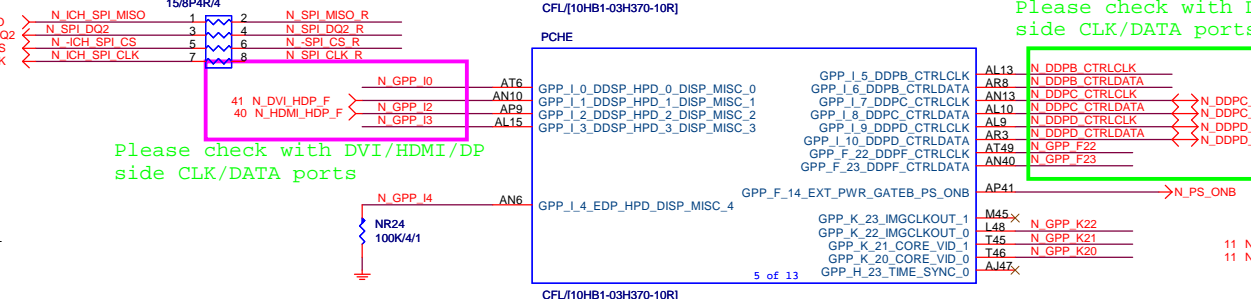 15/8P4R/4
N_ICH_SPI_MISO 1 2 N_SPI_MISO_R
N_SPI_DQ2 3 4 N_SPI_DQ2_R
N_-ICH_SPI_CS 5 6 N_-SPI_CS_R
N_ICH_SPI_CLK 7 8 N_SPI_CLK_R
Q2
S
K
CFL/[10HB1-03H370-10R]
PCHE
N_GPP_I0 AT6 GPP_I_0_DDSP_HPD_0_DISP_MISC_0
41 N_DVI_HDP_F AN10 GPP_I_1_DDSP_HPD_1_DISP_MISC_1
40 N_HDMI_HDP_F N_GPP_I2 AP9 GPP_I_2_DDSP_HPD_2_DISP_MISC_2
N_GPP_I3 AL15 GPP_I_3_DDSP_HPD_3_DISP_MISC_3
Please check with DVI/HDMI/DP
side CLK/DATA ports
N_GPP_I4 AN6 GPP_I_4_EDP_HPD_DISP_MISC_4
NR24
100K/4/1
Please check with
side CLK/DATA ports
GPP_I_5_DDPB_CTRLCLK AL13 N_DDPB_CTRLCLK
GPP_I_6_DDPB_CTRLDATA AR8 N_DDPB_CTRLDATA
GPP_I_7_DDPC_CTRLCLK AN13 N_DDPC_CTRLCLK N_DDPC_
GPP_I_8_DDPC_CTRLDATA AL10 N_DDPC_CTRLDATA N_DDPC_
GPP_I_9_DDPD_CTRLCLK AL9 N_DDPD_CTRLCLK N_DDPD_
GPP_I_10_DDPD_CTRLDATA AR3 N_DDPD_CTRLDATA N_DDPD_
GPP_F_22_DDPF_CTRLCLK AT49 N_GPP_F22
GPP_F_23_DDPF_CTRLDATA AN40 N_GPP_F23
GPP_F_14_EXT_PWR_GATEB_PS_ONB AP41 N_PS_ONB
GPP_K_23_IMGCLKOUT_1 M45
GPP_K_22_IMGCLKOUT_0 L48 N_GPP_K22
GPP_K_21_CORE_VID_1 T45 N_GPP_K21
GPP_K_20_CORE_VID_0 T46 N_GPP_K20
GPP_H_23_TIME_SYNC_0 AJ47
11 N
11 N
5 of 13
CFL/[10HB1-03H370-10R]